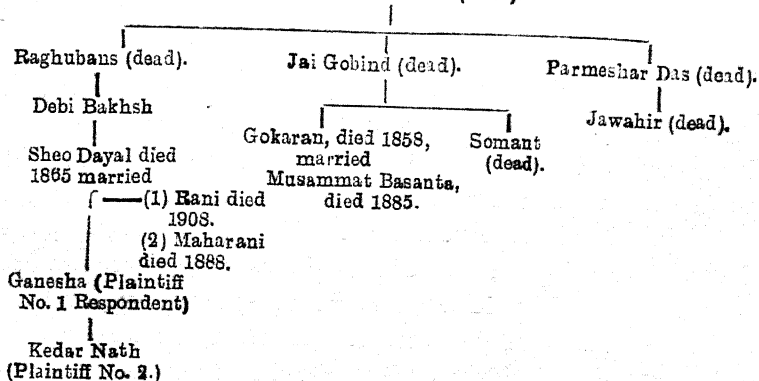 Raghubans (dead).
Jai Gobind (dead).
Parmeshar Das (dead).
Debi Bakhsh
Jawahir (dead).
Gokaran, died 1858,
married
Musammat Basanta,
died 1885.
Somant
(dead).
Sheo Dayal died
1865 married
(1) Rani died
1908.
(2) Maharani
died 1888.
Ganesha (Plaintiff
No. 1 Respondent)
Kedar Nath
(Plaintiff No. 2.)